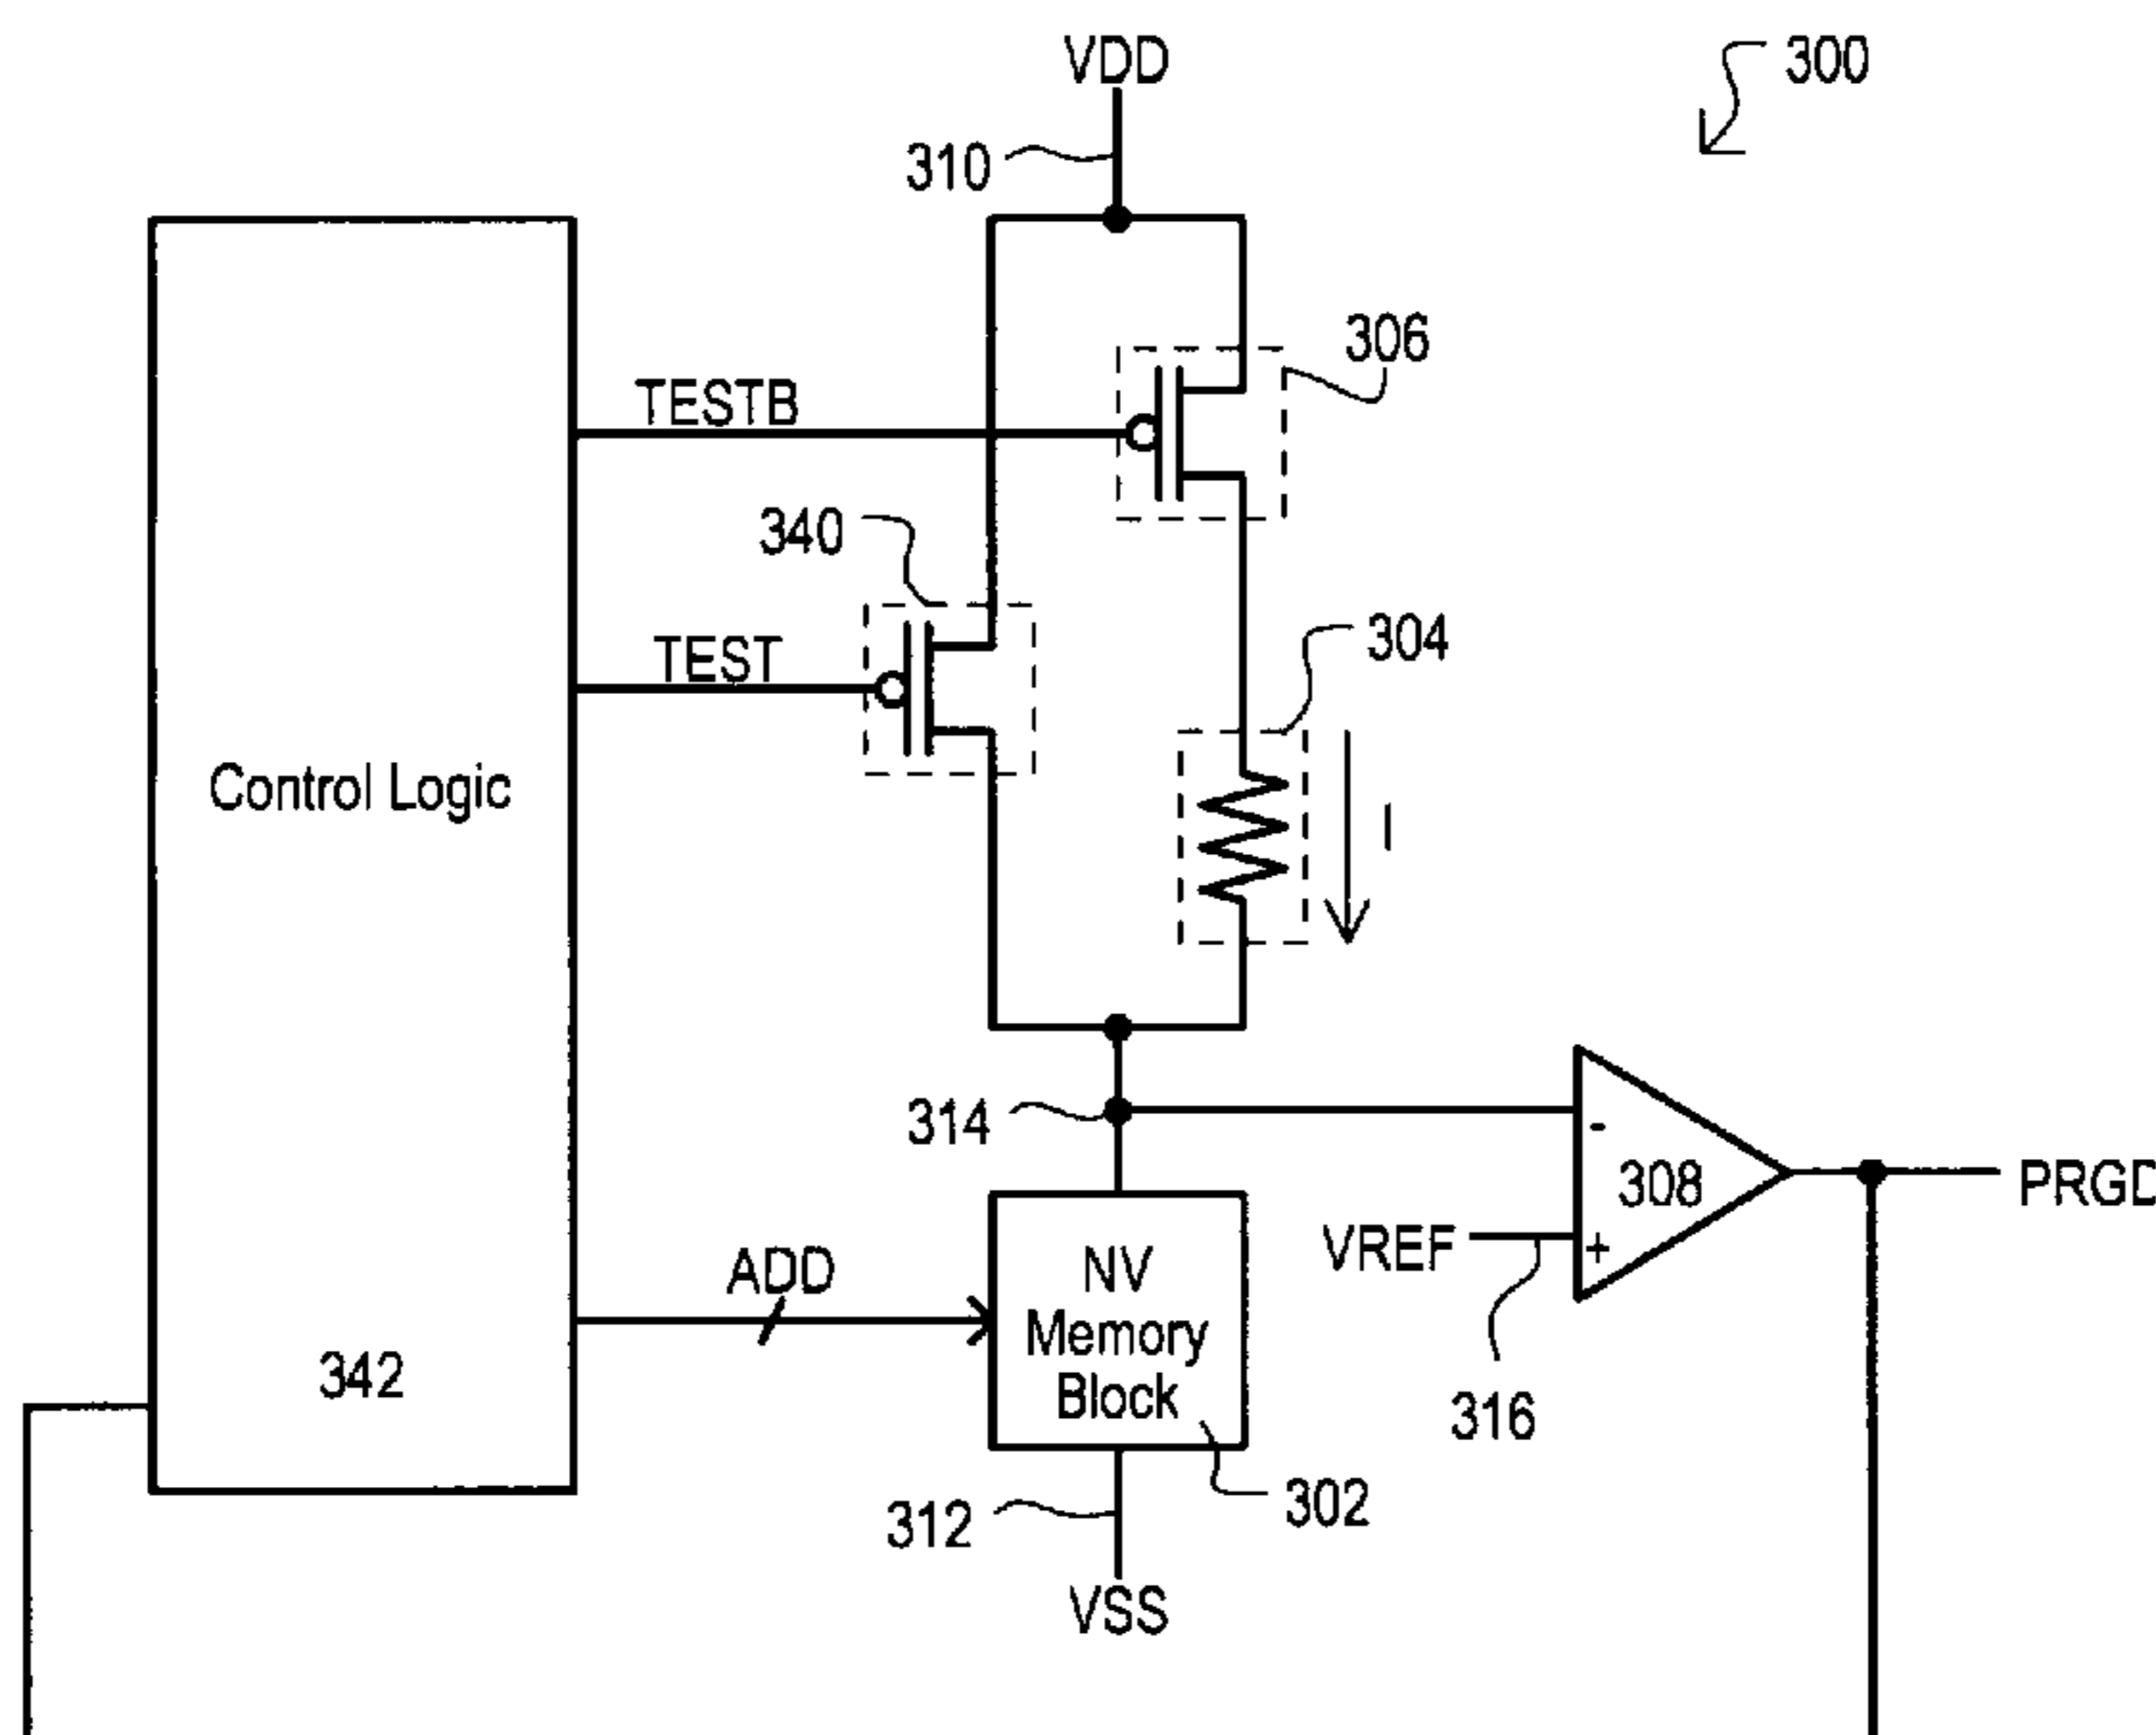 VDD
300
310
306
TESTB
340
TEST
304
Control Logic
I
314
-
308
PRGD
VREF
+
ADD
NV
Memory
Block
342
316
302
312
VSS